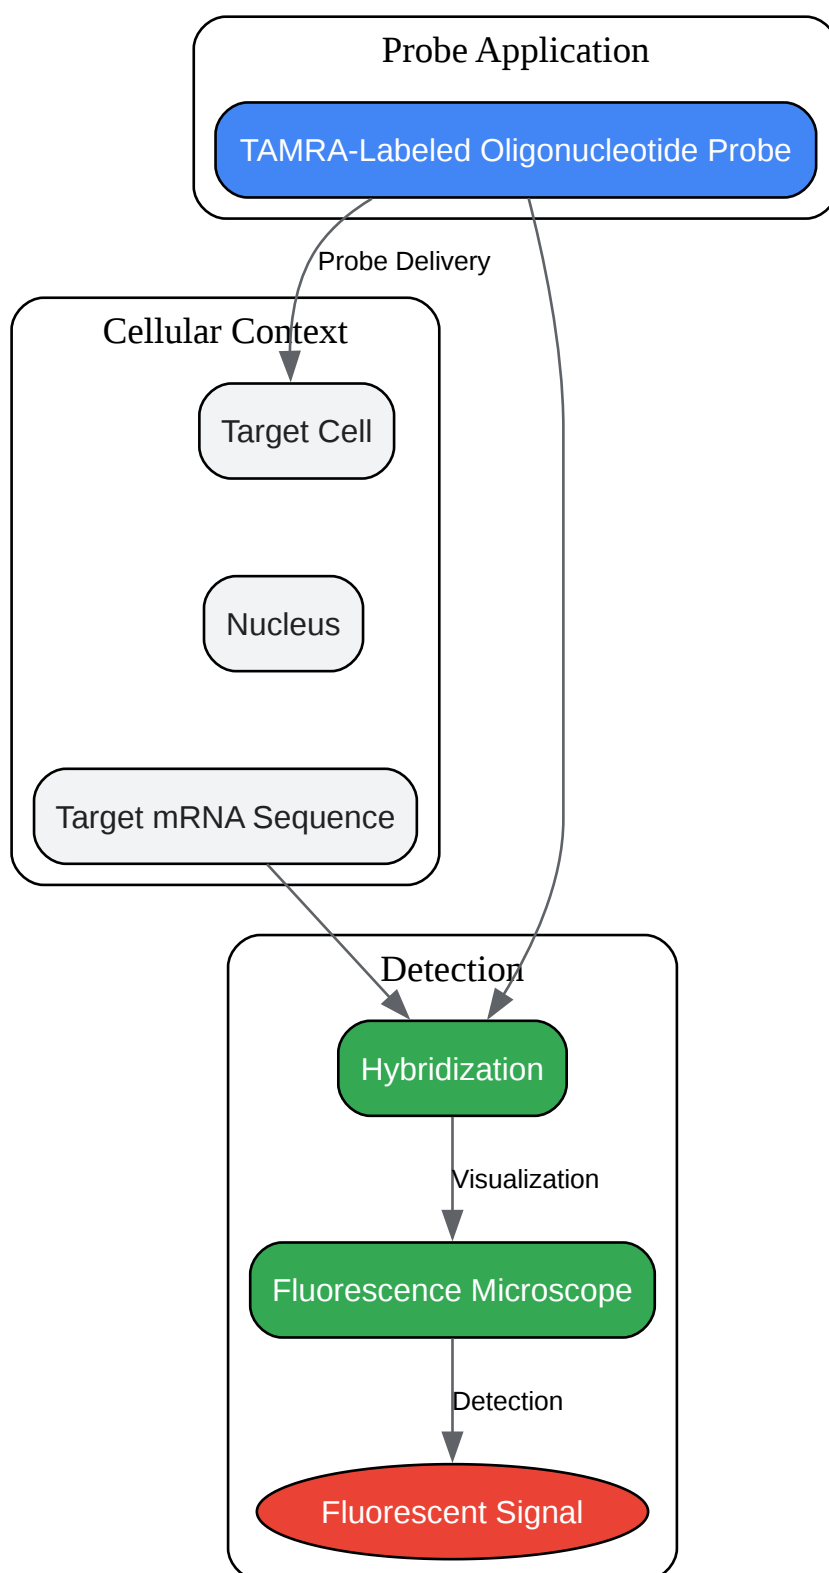 Probe Application
TAMRA-Labeled Oligonucleotide Probe
Probe Delivery
Cellular Context
Target Cell
Nucleus
Target mRNA Sequence
Detection
Hybridization
Visualization
Fluorescence Microscope
Detection
Fluorescent Signal